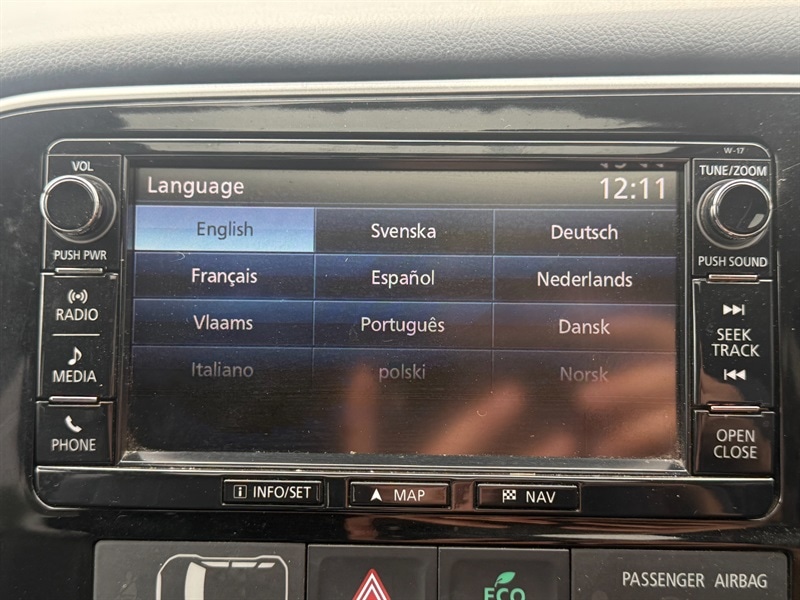 W-17
VOL
TUNE/ZOOM
Language
12:11
English Svenska Deutsch
PUSH PWR
PUSH SOUND
Français Español Nederlands
RADIO
Vlaams Português Dansk
SEEK
TRACK
MEDIA
Italiano polski Norsk
PHONE
OPEN
CLOSE
INFO/SET MAP NAV
ECO
PASSENGER AIRBAG